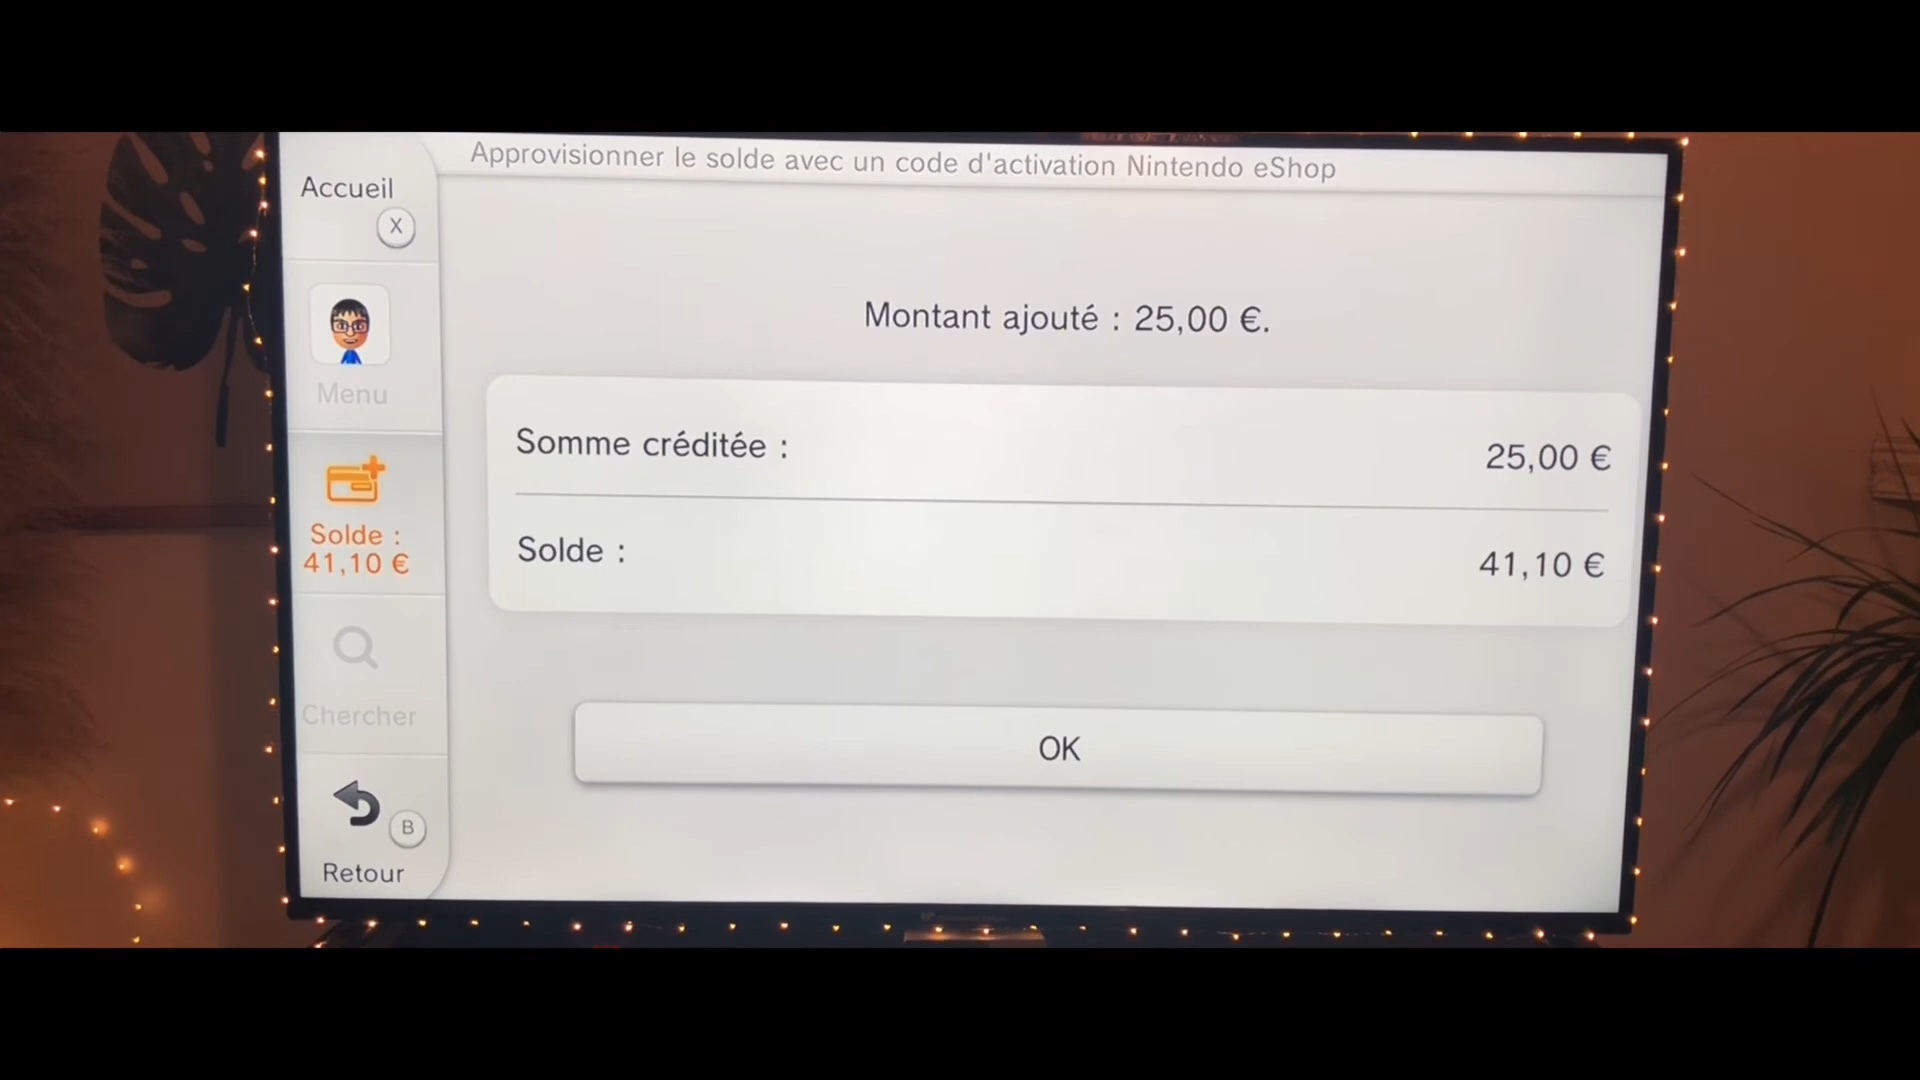 Approvisionner le solde avec un code d'activation Nintendo eShop
Accueil
X
Montant ajouté : 25,00 €.
Menu
Somme créditée : 25,00 €
Solde :
41,10 €
Solde : 41,10 €
Chercher
OK
B
Retour